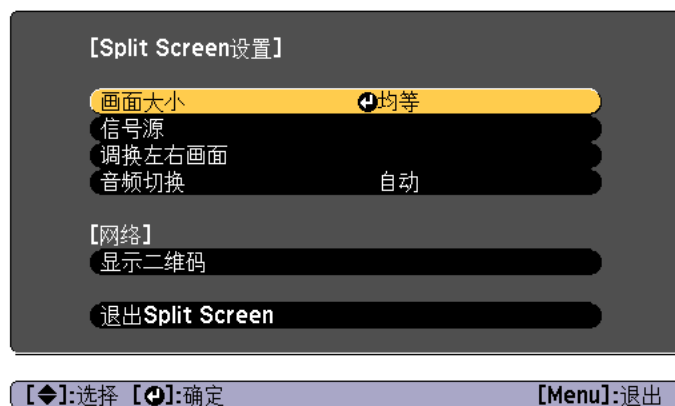 [Split Screen设置]
画面大小 均等
信号源
调换左右画面
音频切换 自动
[网络]
显示二维码
退出Split Screen
[◆]:选择 [⏎]:确定 [Menu]:退出